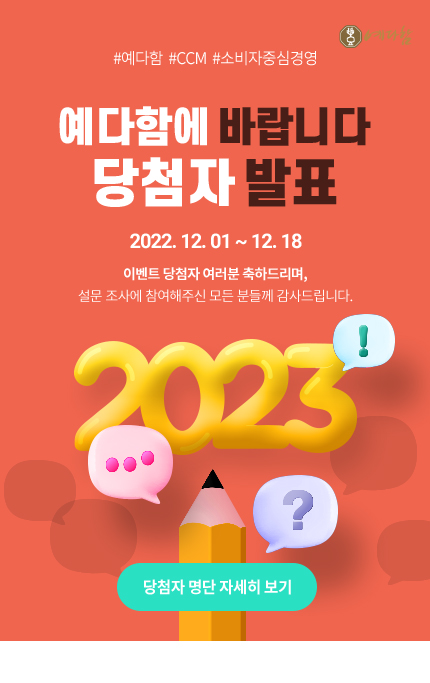 #예다함 #CCM #소비자중심경영
예다함에 바랍니다
당첨자 발표
2022. 12. 01 ~ 12. 18
이벤트 당첨자 여러분 축하드리며,
설문 조사에 참여해주신 모든 분들께 감사드립니다.
2023
!
?
당첨자 명단 자세히 보기